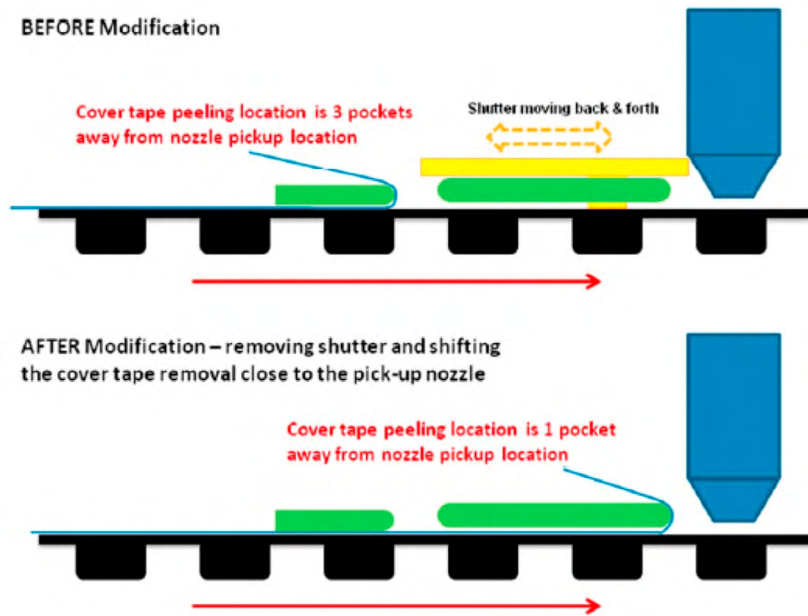 BEFORE Modification
Cover tape peeling location is 3 pockets
away from nozzle pickup location
Shutter moving back & forth
AFTER Modification – removing shutter and shifting
the cover tape removal close to the pick-up nozzle
Cover tape peeling location is 1 pocket
away from nozzle pickup location